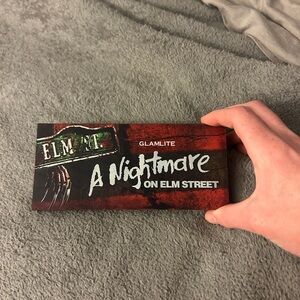 ELM ST.
GLAMLITE
A Nightmare
ON ELM STREET